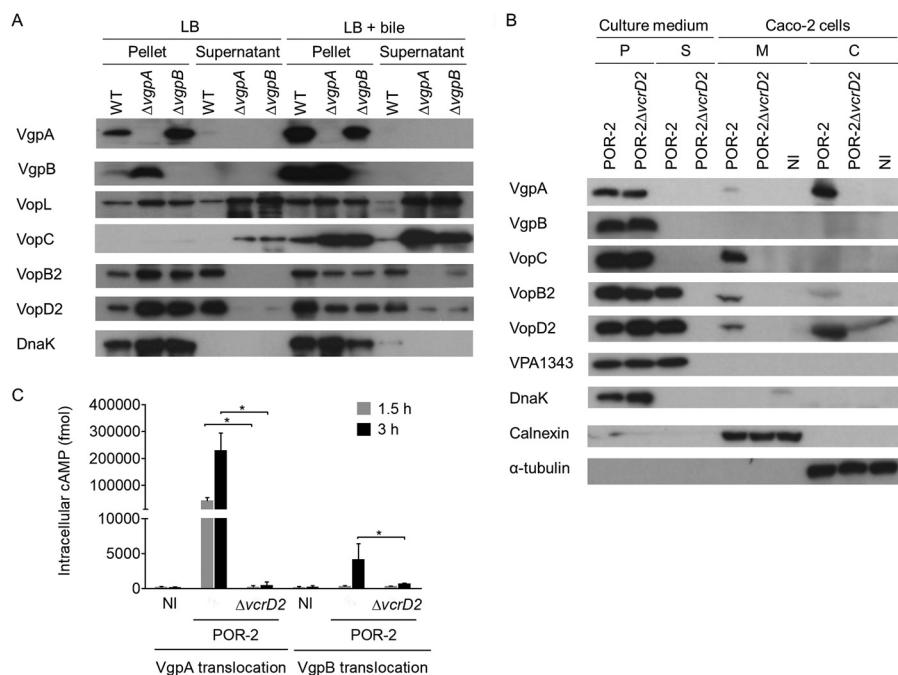 A
LB LB + bile
Pellet Supernatant Pellet Supernatant
WT ΔvgpA ΔvgpB WT ΔvgpA ΔvgpB WT ΔvgpA ΔvgpB WT ΔvgpA ΔvgpB
VgpA
VgpB
VopL
VopC
VopB2
VopD2
DnaK
B
Culture medium Caco-2 cells
P S M C
POR-2 POR-2ΔvcrD2 POR-2 POR-2ΔvcrD2 POR-2 POR-2ΔvcrD2 NI POR-2 POR-2ΔvcrD2 NI
VgpA
VgpB
VopC
VopB2
VopD2
VPA1343
DnaK
Calnexin
α-tubulin
C
Intracellular cAMP (fmol)
400000
300000
200000
100000
10000
5000
0
1.5 h
3 h
* * *
NI ΔvcrD2 NI ΔvcrD2
POR-2 POR-2
VgpA translocation VgpB translocation